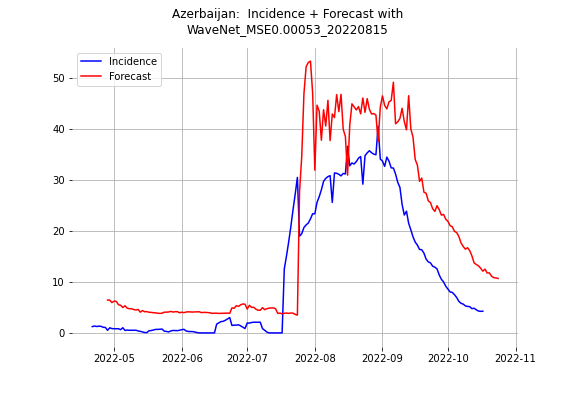 Azerbaijan:  Incidence + Forecast with
WaveNet_MSE0.00053_20220815
Incidence
Forecast
50
40
30
20
10
0
2022-05 2022-06 2022-07 2022-08 2022-09 2022-10 2022-11